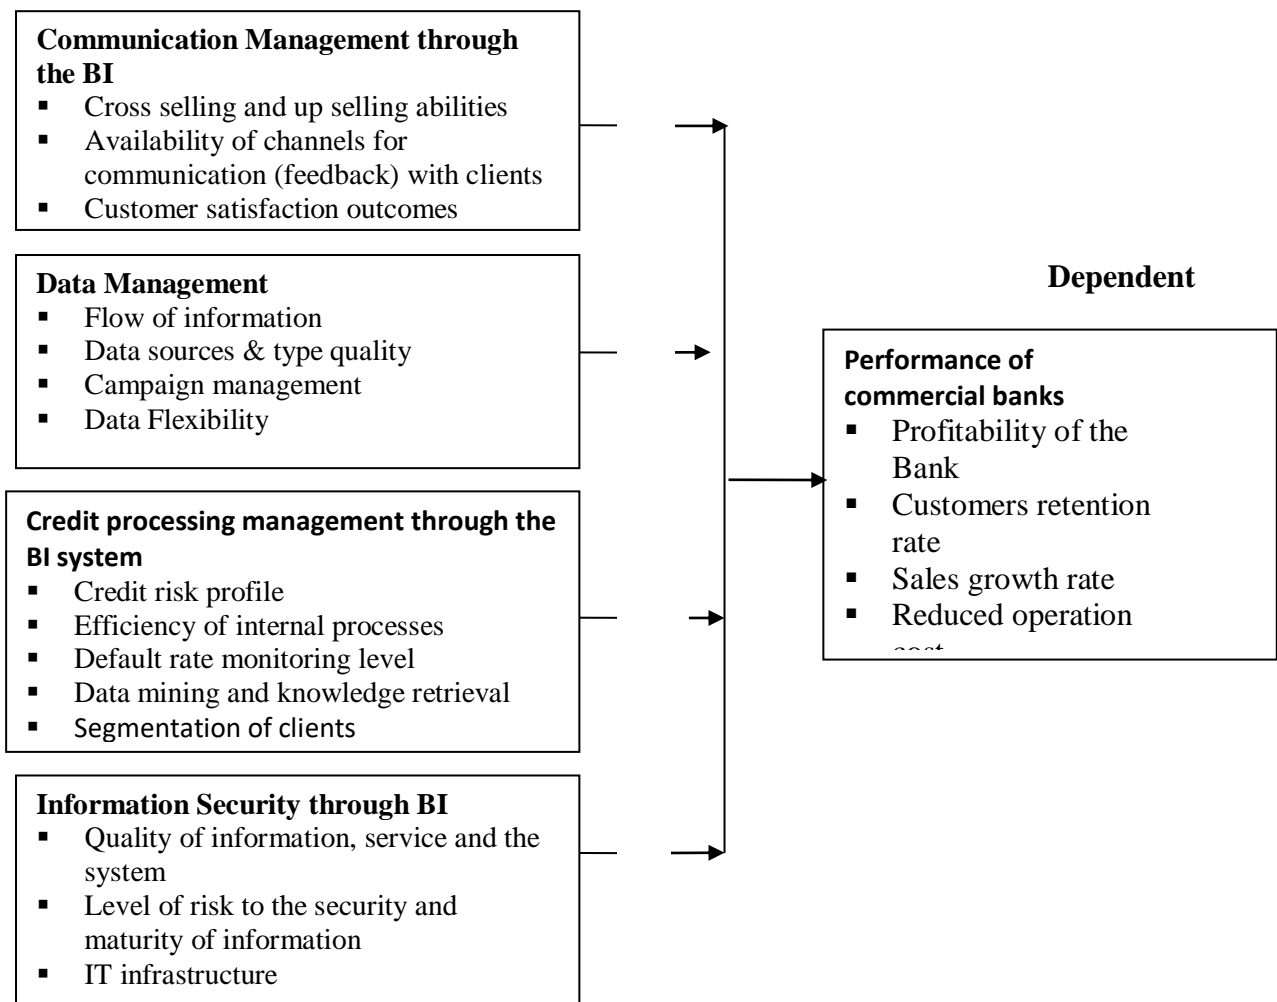 Communication Management through
the BI
▪ Cross selling and up selling abilities
▪ Availability of channels for
communication (feedback) with clients
▪ Customer satisfaction outcomes
Data Management
▪ Flow of information
▪ Data sources & type quality
▪ Campaign management
▪ Data Flexibility
Credit processing management through the
BI system
▪ Credit risk profile
▪ Efficiency of internal processes
▪ Default rate monitoring level
▪ Data mining and knowledge retrieval
▪ Segmentation of clients
Information Security through BI
▪ Quality of information, service and the
system
▪ Level of risk to the security and
maturity of information
▪ IT infrastructure
Dependent
Performance of
commercial banks
▪ Profitability of the
Bank
▪ Customers retention
rate
▪ Sales growth rate
▪ Reduced operation